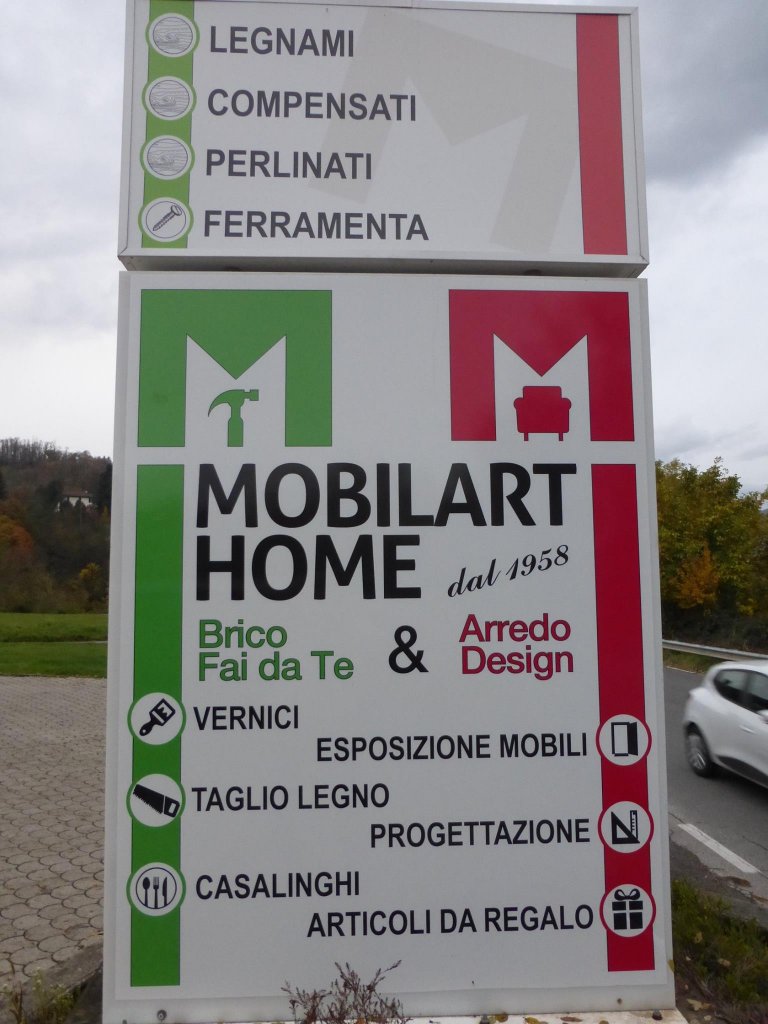 LEGNAMI
COMPENSATI
PERLINATI
FERRAMENTA
MOBILART
HOME dal 1958
Brico
Fai da Te
&
Arredo
Design
VERNICI
ESPOSIZIONE MOBILI
TAGLIO LEGNO
PROGETTAZIONE
CASALINGHI
ARTICOLI DA REGALO